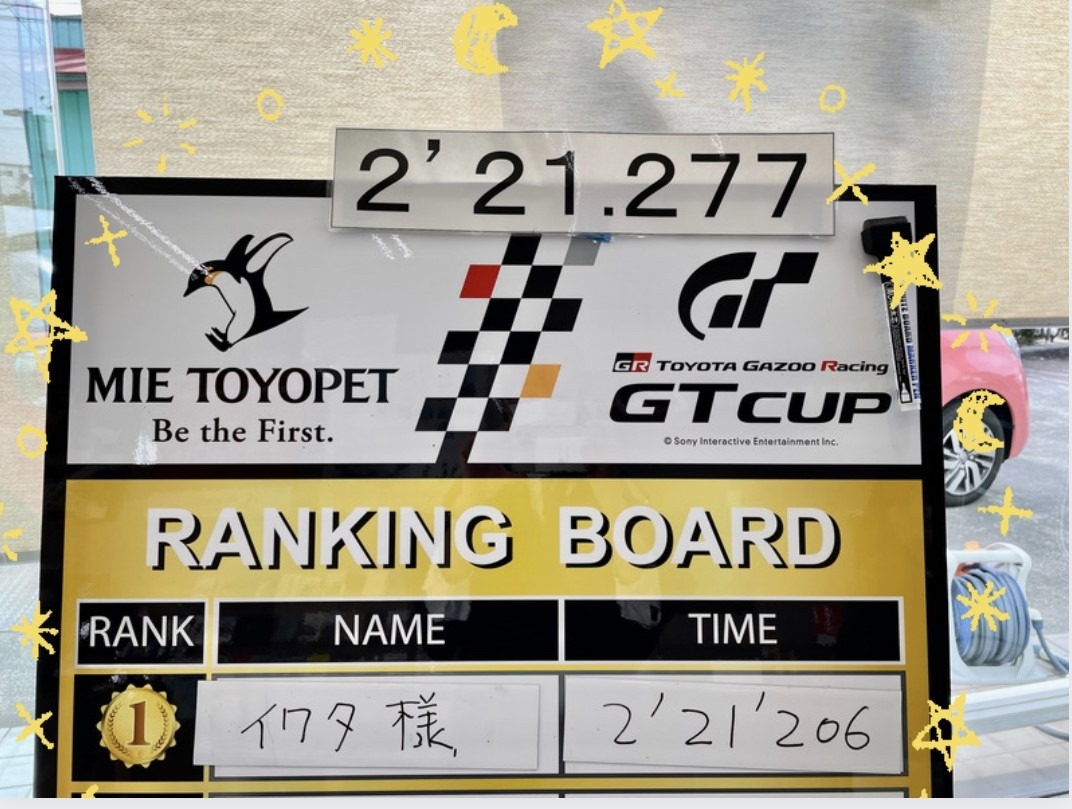 2'21.277
MIE TOYOPET
Be the First.
GT
GR TOYOTA GAZOO Racing
GT CUP
© Sony Interactive Entertainment Inc.
RANKING BOARD
RANK NAME TIME
1 イワタ 様 2'21'206